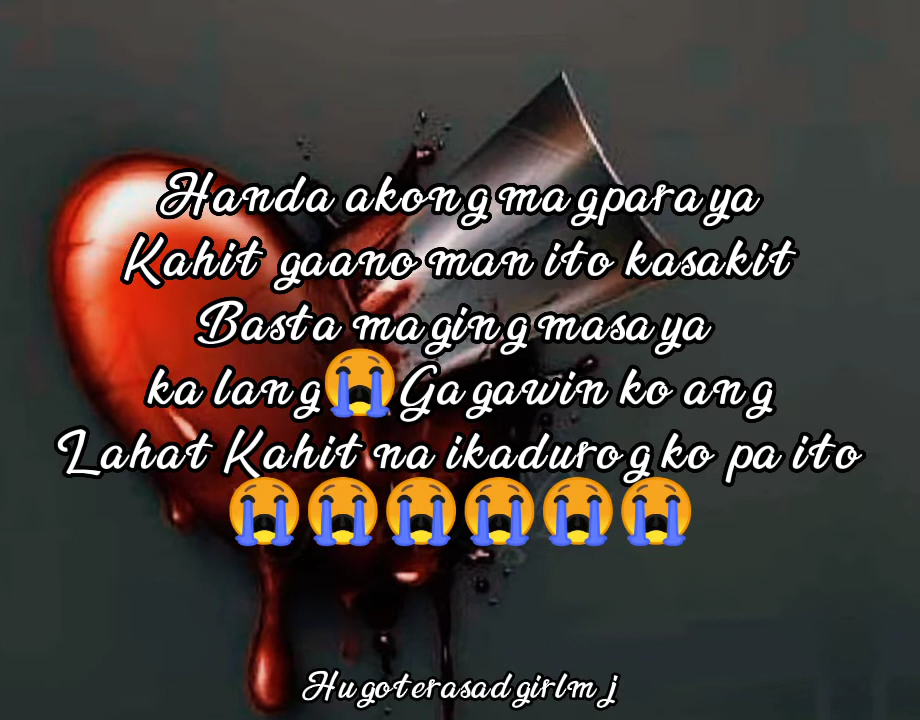 Handa akong magparaya
Kahit gaano man ito kasakit
Basta maging masaya
ka lang😭Gagawin ko ang
Lahat Kahit na ikadurog ko pa ito
😭😭😭😭😭😭
Hugoterasadgirlm_j